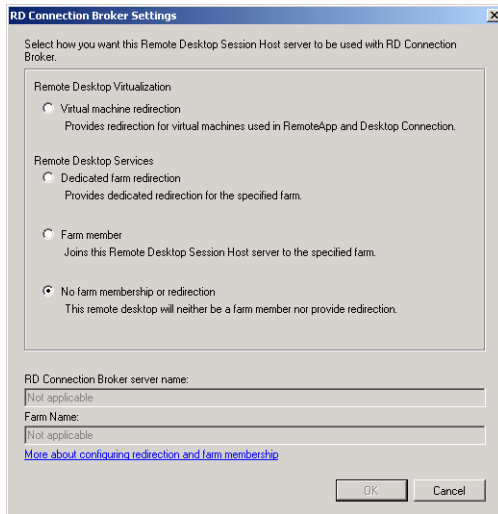 RD Connection Broker Settings
Select how you want this Remote Desktop Session Host server to be used with RD Connection
Broker.
Remote Desktop Virtualization
Virtual machine redirection
Provides redirection for virtual machines used in RemoteApp and Desktop Connection.
Remote Desktop Services
Dedicated farm redirection
Provides dedicated redirection for the specified farm.
Farm member
Joins this Remote Desktop Session Host server to the specified farm.
No farm membership or redirection
This remote desktop will neither be a farm member nor provide redirection.
RD Connection Broker server name:
Not applicable
Farm Name:
Not applicable
More about configuring redirection and farm membership
OK Cancel